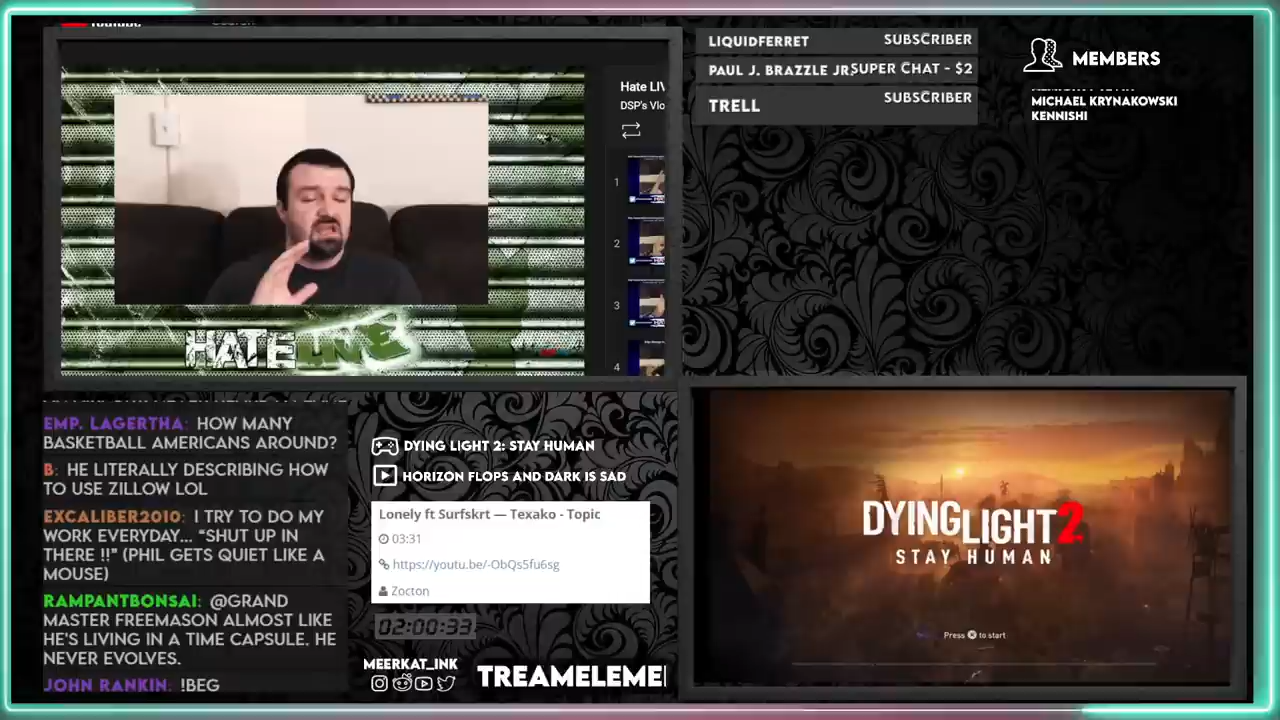 Hate LIV
DSP's Vlo
1
2
3
4
HATE LIVE
LIQUIDFERRET SUBSCRIBER
PAUL J. BRAZZLE JR. SUPER CHAT - $2
TRELL SUBSCRIBER
MEMBERS
MICHAEL KRYNAKOWSKI
KENNISHI
EMP. LAGERTHA: HOW MANY
BASKETBALL AMERICANS AROUND?
B: HE LITERALLY DESCRIBING HOW
TO USE ZILLOW LOL
EXCALIBER2010: I TRY TO DO MY
WORK EVERYDAY... “SHUT UP IN
THERE !!” (PHIL GETS QUIET LIKE A
MOUSE)
RAMPANTBONSAI: @GRAND
MASTER FREEMASON ALMOST LIKE
HE'S LIVING IN A TIME CAPSULE. HE
NEVER EVOLVES.
JOHN RANKIN: !BEG
DYING LIGHT 2: STAY HUMAN
HORIZON FLOPS AND DARK IS SAD
Lonely ft Surfskrt — Texako - Topic
03:31
https://youtu.be/-ObQs5fu6sg
Zocton
02:00:33
MEERKAT_INK
TREAMELEME
DYING LIGHT 2
STAY HUMAN
Press X to start